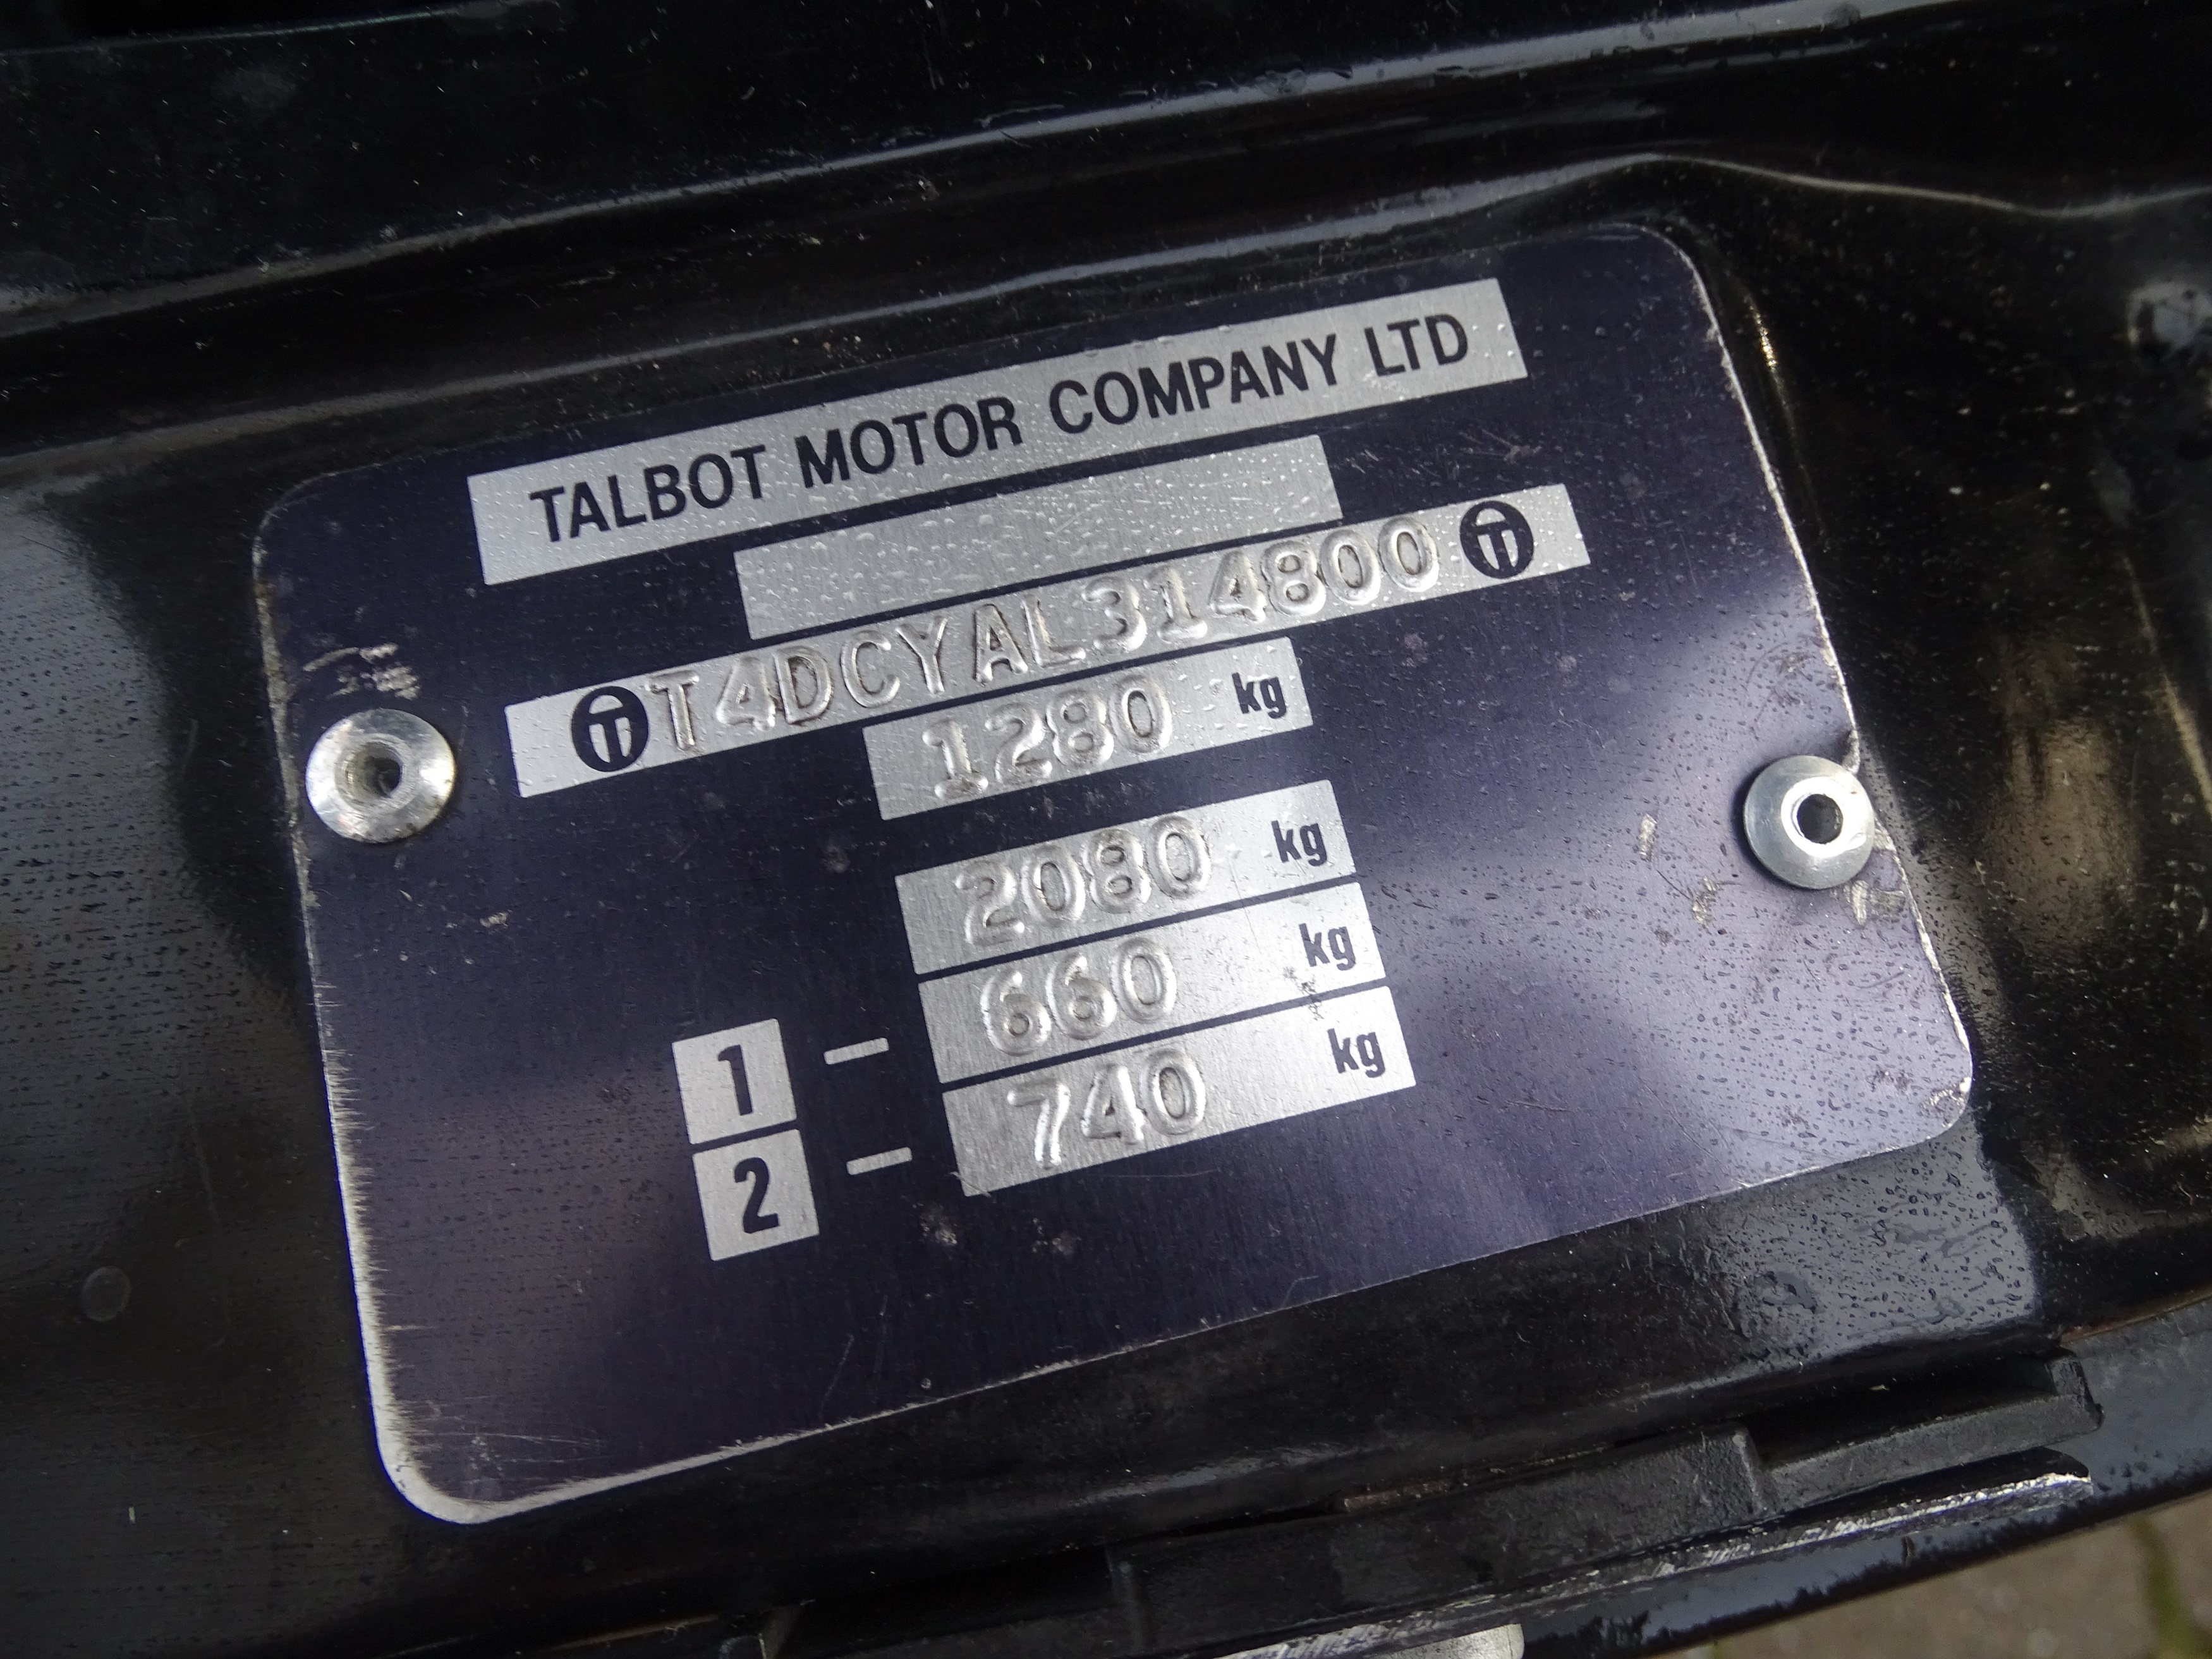 TALBOT MOTOR COMPANY LTD
T4DCYAL314800
1280 kg
2080 kg
1 - 660 kg
2 - 740 kg